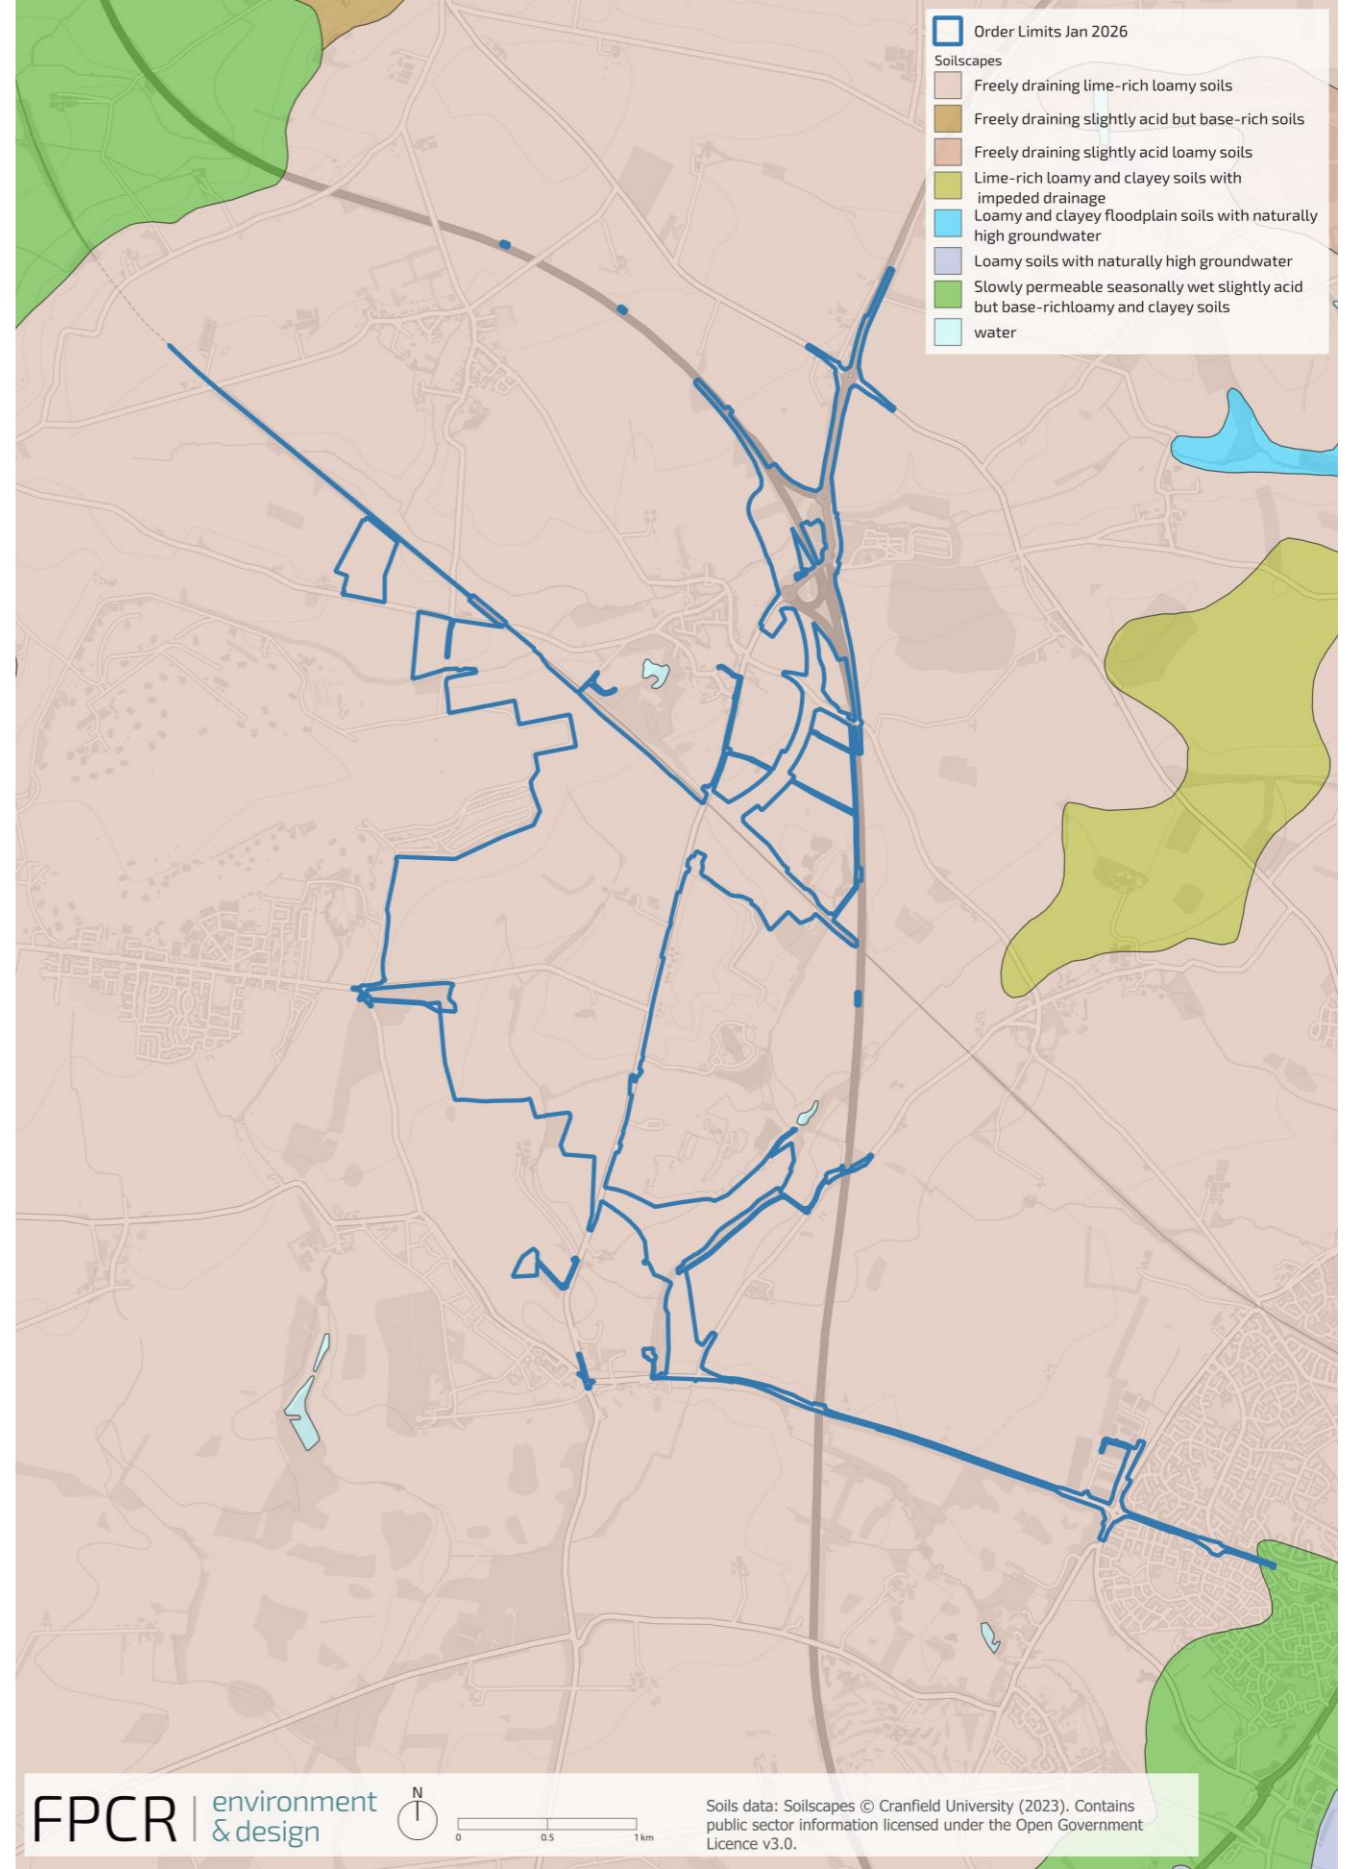 Order Limits Jan 2026
Soilscapes
Freely draining lime-rich loamy soils
Freely draining slightly acid but base-rich soils
Freely draining slightly acid loamy soils
Lime-rich loamy and clayey soils with
impeded drainage
Loamy and clayey floodplain soils with naturally
high groundwater
Loamy soils with naturally high groundwater
Slowly permeable seasonally wet slightly acid
but base-richloamy and clayey soils
water
FPCR
environment
& design
N
0 0.5 1 km
Soils data: Soilscapes © Cranfield University (2023). Contains
public sector information licensed under the Open Government
Licence v3.0.